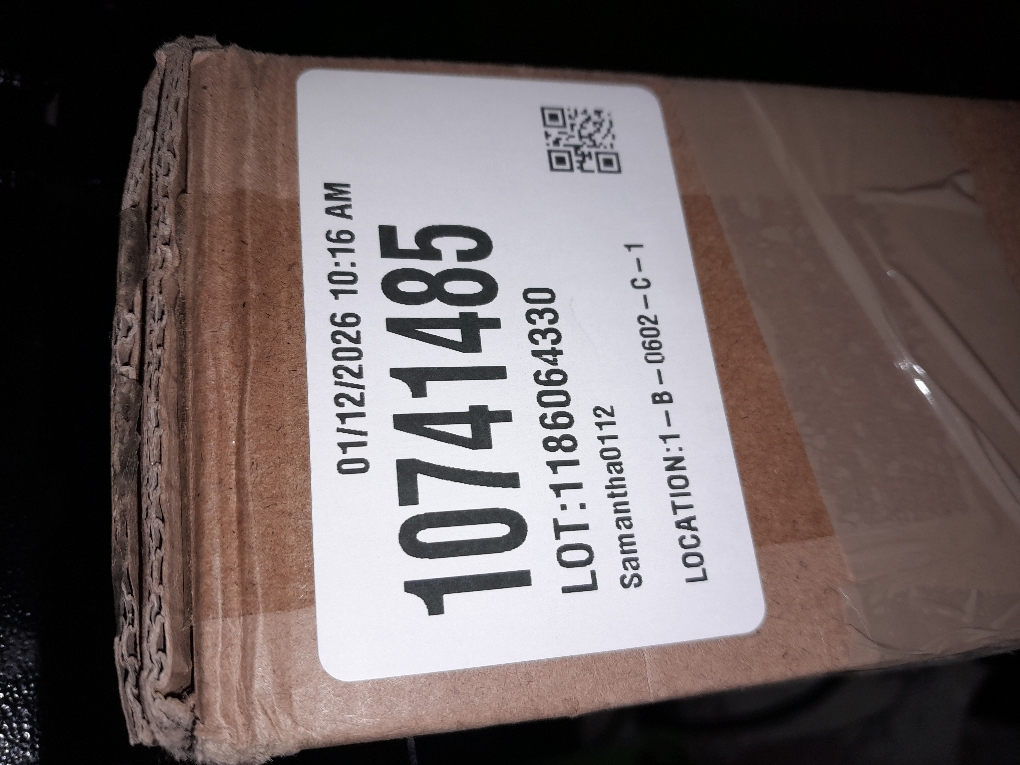 01/12/2026 10:16 AM
10741485
LOT:1186064330
Samantha0112
LOCATION:1-B-0602-C-1